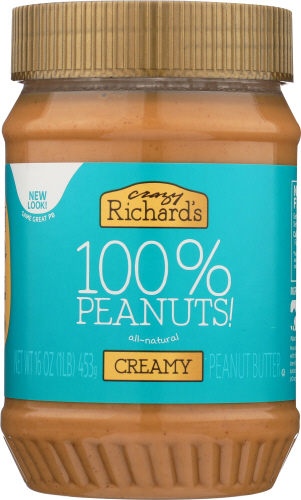 NEW
LOOK!
SAME GREAT PB
crazy
Richard's
100%
PEANUTS!
all-natural
NET WT 16 OZ (1LB) 453g CREAMY PEANUT BUTTER